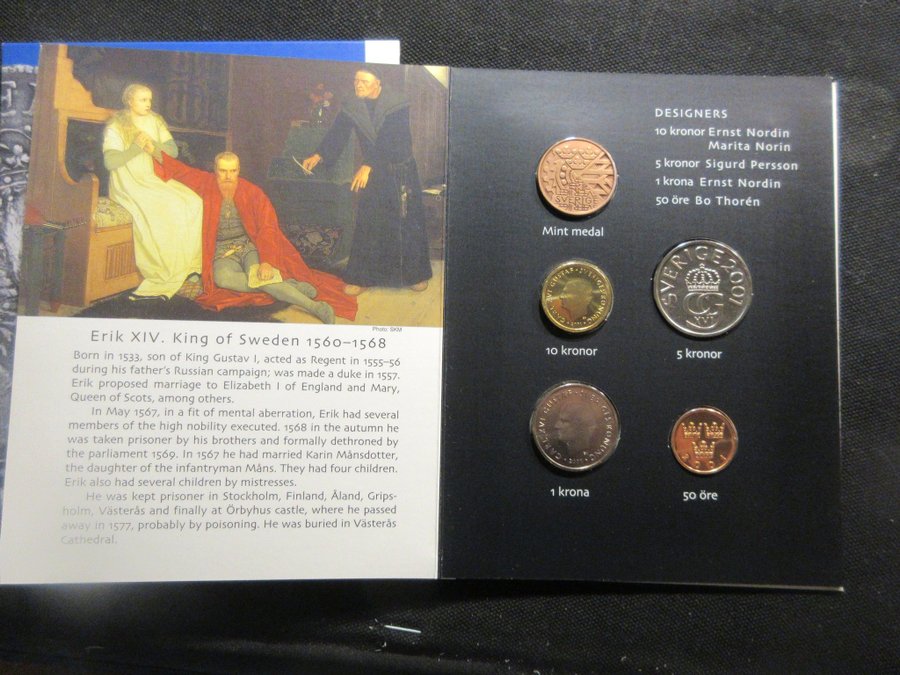 Photo: SKM
Erik XIV. King of Sweden 1560–1568
Born in 1533, son of King Gustav I, acted as Regent in 1555–56
during his father's Russian campaign; was made a duke in 1557.
Erik proposed marriage to Elizabeth I of England and Mary,
Queen of Scots, among others.
In May 1567, in a fit of mental aberration, Erik had several
members of the high nobility executed. 1568 in the autumn he
was taken prisoner by his brothers and formally dethroned by
the parliament 1569. In 1567 he had married Karin Månsdotter,
the daughter of the infantryman Måns. They had four children.
Erik also had several children by mistresses.
He was kept prisoner in Stockholm, Finland, Åland, Grips-
holm, Västerås and finally at Örbyhus castle, where he passed
away in 1577, probably by poisoning. He was buried in Västerås
Cathedral.
DESIGNERS
10 kronor Ernst Nordin
Marita Norin
5 kronor Sigurd Persson
1 krona Ernst Nordin
50 öre Bo Thorén
SVERIGE
Mint medal
10 kronor
SVERIGE 2001
XVI
5 kronor
1 krona
2001
50 öre